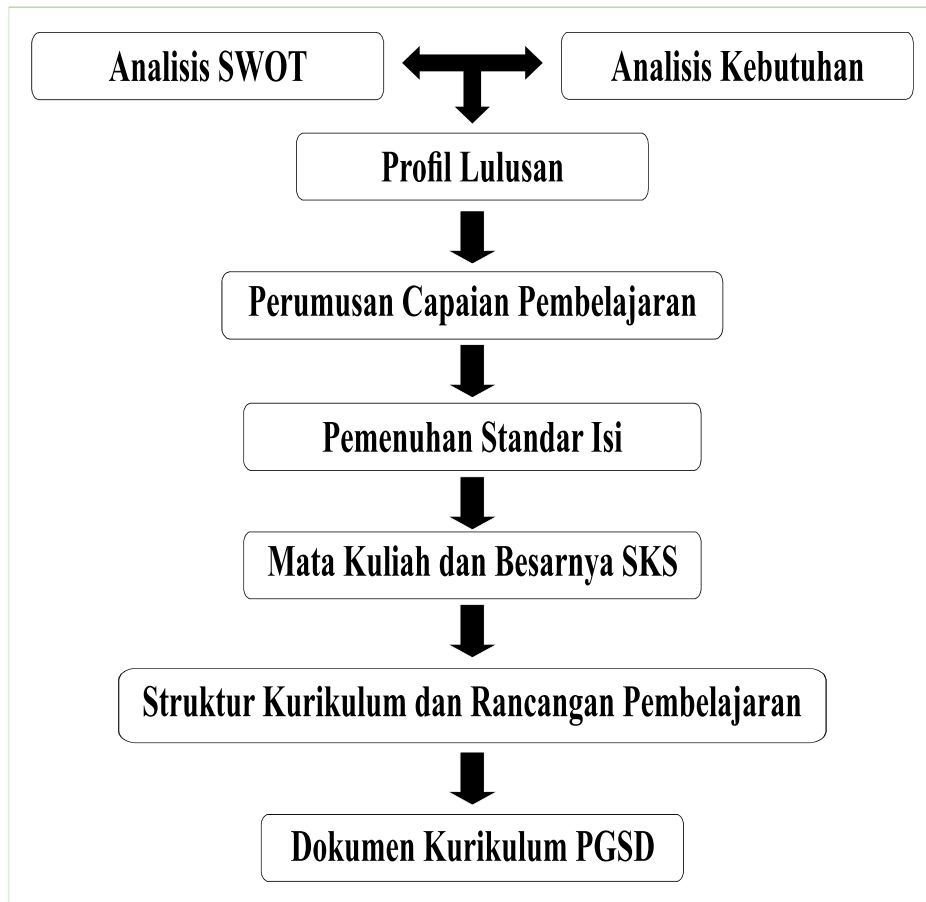 Analisis SWOT
Analisis Kebutuhan
Profil Lulusan
Perumusan Capaian Pembelajaran
Pemenuhan Standar Isi
Mata Kuliah dan Besarnya SKS
Struktur Kurikulum dan Rancangan Pembelajaran
Dokumen Kurikulum PGSD